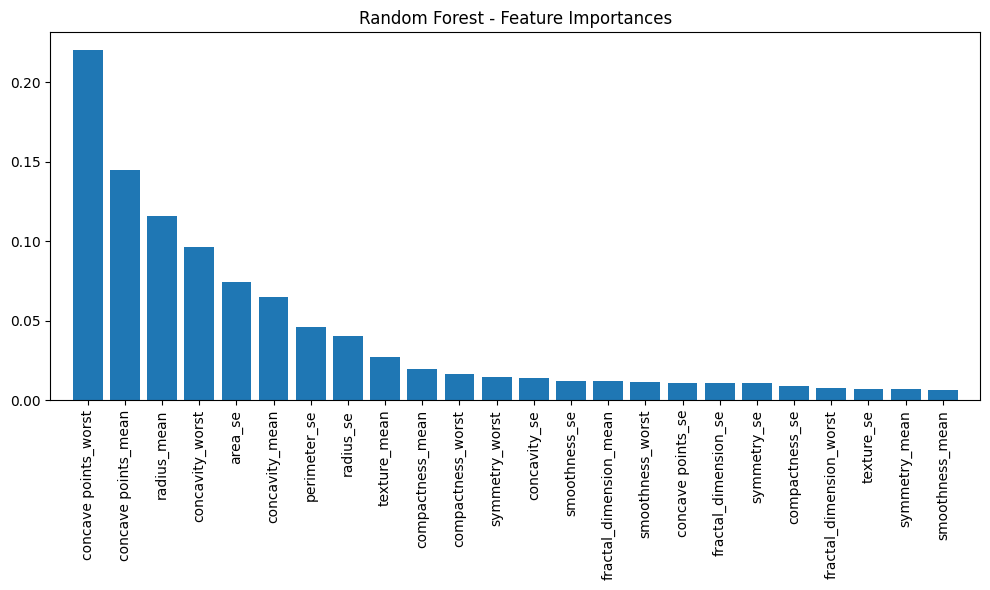 Random Forest - Feature Importances
0.20
0.15
0.10
0.05
0.00
concave points_worst
concave points_mean
radius_mean
concavity_worst
area_se
concavity_mean
perimeter_se
radius_se
texture_mean
compactness_mean
compactness_worst
symmetry_worst
concavity_se
smoothness_se
fractal_dimension_mean
smoothness_worst
concave points_se
fractal_dimension_se
symmetry_se
compactness_se
fractal_dimension_worst
texture_se
symmetry_mean
smoothness_mean